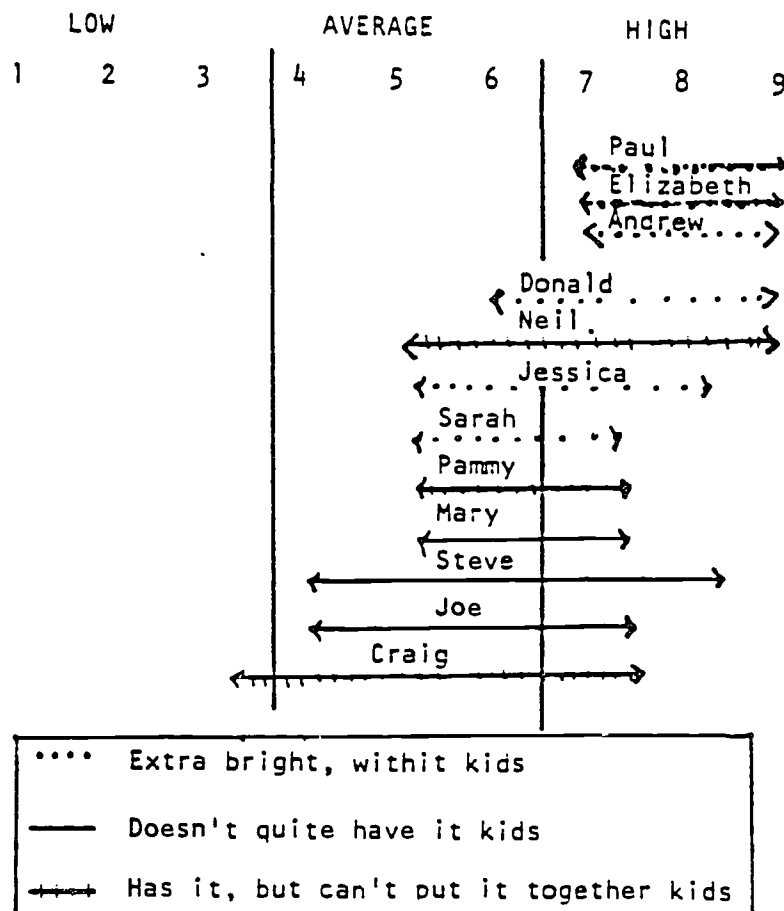 LOW AVERAGE HIGH
1 2 3 4 5 6 7 8 9
Paul
Elizabeth
Andrew
Donald
Neil.
Jessica
Sarah
Pammy
Mary
Steve
Joe
Craig
Extra bright, withit kids
Doesn't quite have it kids
Has it, but can't put it together kids